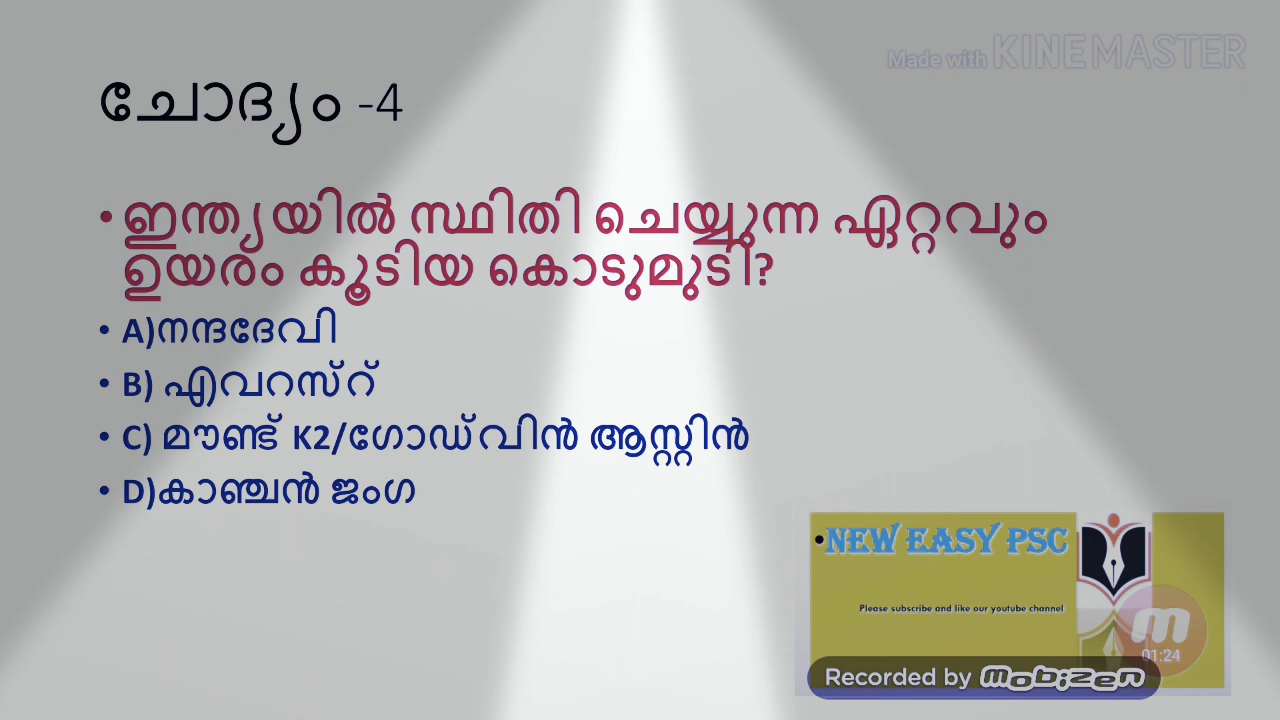 Made with KINEMASTER
ചോദ്യം -4
•ഇന്ത്യയിൽ സ്ഥിതി ചെയ്യുന്ന ഏറ്റവും
ഉയരം കൂടിയ കൊടുമുടി?
• A)നന്ദദേവി
• B) എവറസ്റ്
• C) മൗണ്ട് K2/ഗോഡ്വിൻ ആസ്റ്റിൻ
• D)കാഞ്ചൻ ജംഗ
•NEW EASY PSC
Please subscribe and like our youtube channel
m
01:24
Recorded by mobizen